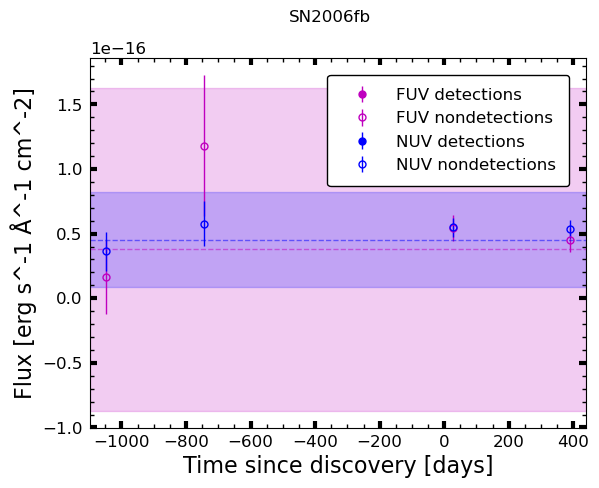 SN2006fb
1e−16
1.5
1.0
0.5
0.0
−0.5
−1.0
Flux [erg s^-1 Å^-1 cm^-2]
FUV detections
FUV nondetections
NUV detections
NUV nondetections
−1000 −800 −600 −400 −200 0 200 400
Time since discovery [days]